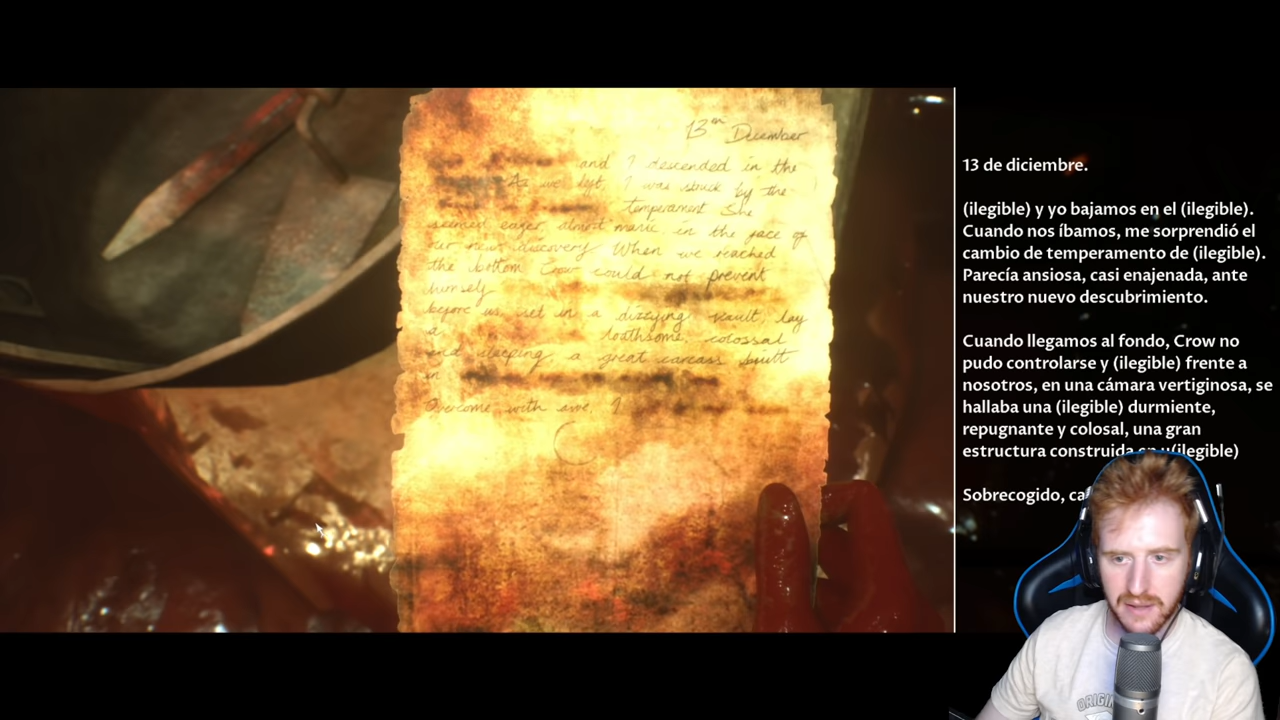 13th December
and I descended in the
As we left, I was struck by the
temperament She
seemed eager, almost manic, in the face of
our new discovery When we reached
the bottom Crow could not prevent
himself
before us, set in a dizzying vault, lay
a loathsome, colossal
and sleeping a great carcass built
in
Overcome with awe, I
13 de diciembre.
(ilegible) y yo bajamos en el (ilegible).
Cuando nos íbamos, me sorprendió el
cambio de temperamento de (ilegible).
Parecía ansiosa, casi enajenada, ante
nuestro nuevo descubrimiento.
Cuando llegamos al fondo, Crow no
pudo controlarse y (ilegible) frente a
nosotros, en una cámara vertiginosa, se
hallaba una (ilegible) durmiente,
repugnante y colosal, una gran
estructura construida (ilegible)
Sobrecogido,